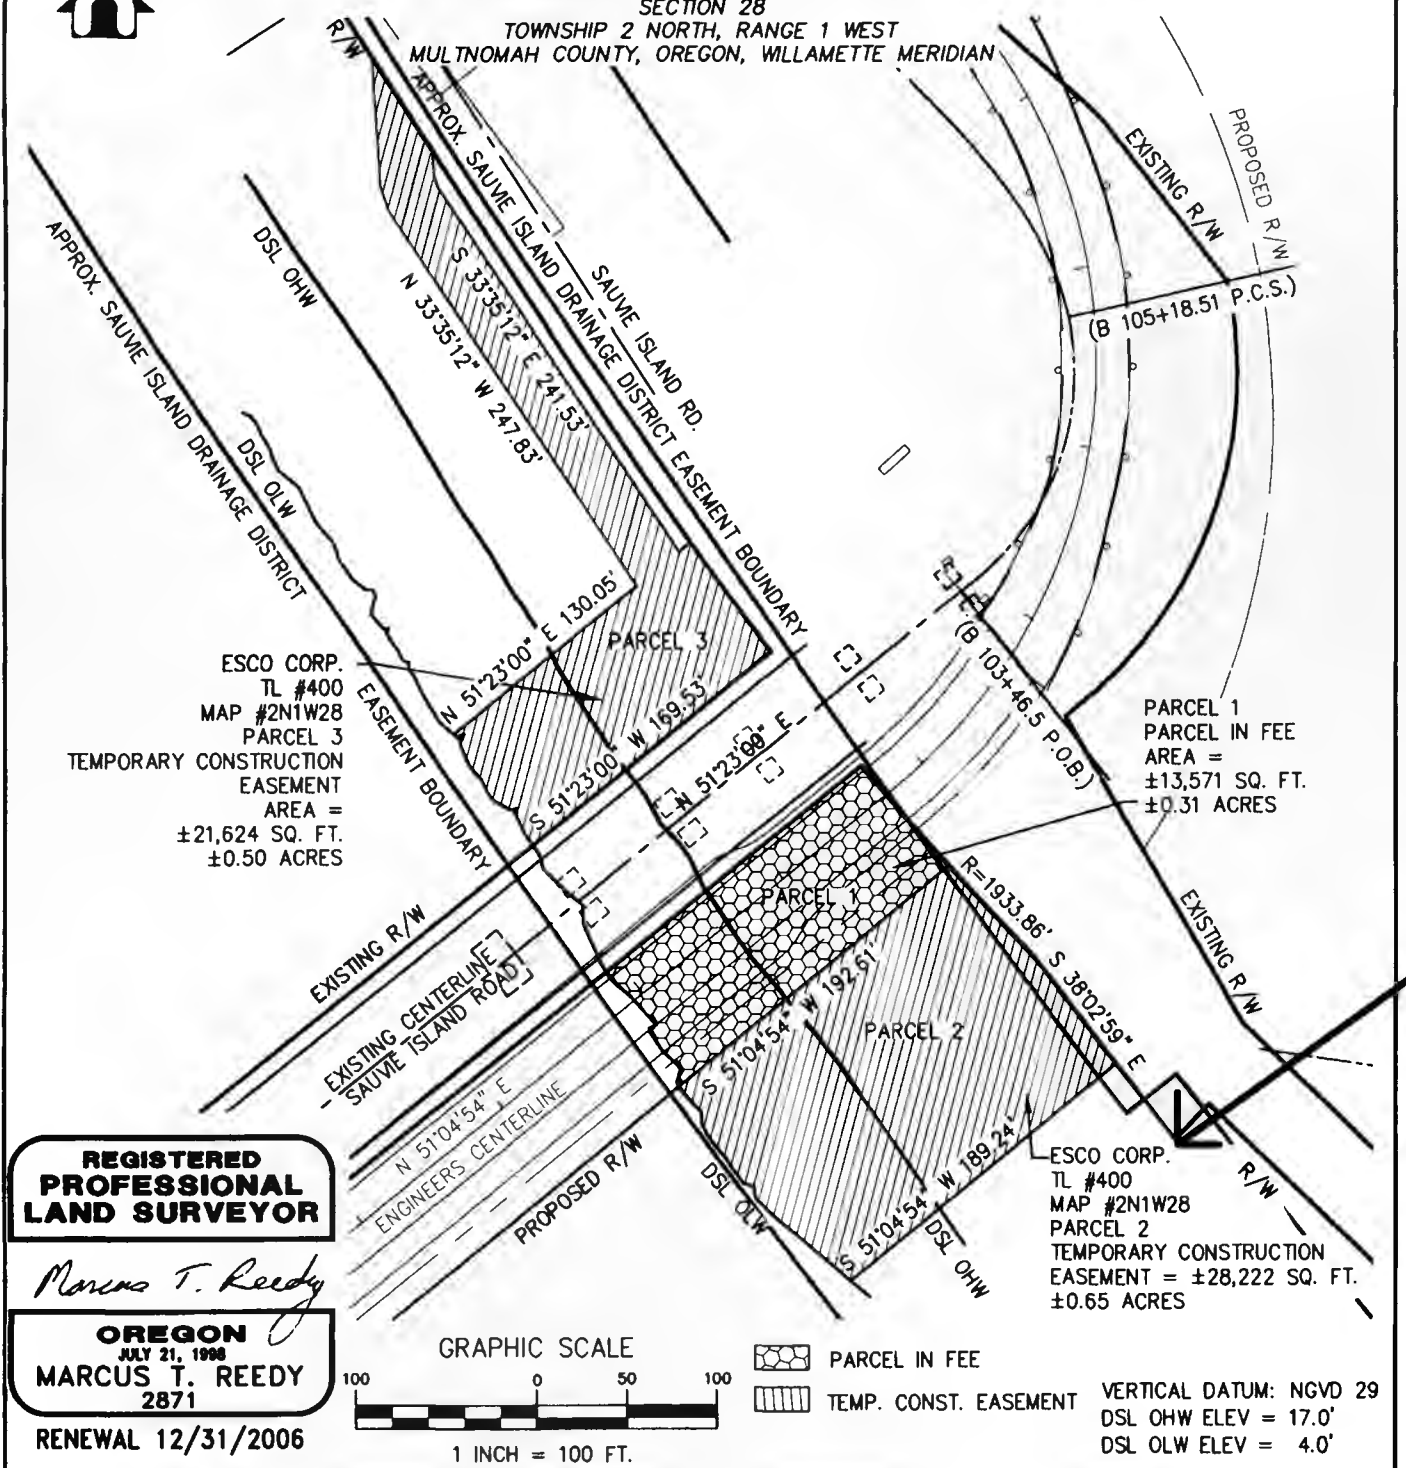 SECTION 28
TOWNSHIP 2 NORTH, RANGE 1 WEST
MULTNOMAH COUNTY, OREGON, WILLAMETTE MERIDIAN
R/W
APPROX. SAUVIE ISLAND DRAINAGE DISTRICT EASEMENT BOUNDARY
SAUVIE ISLAND RD.
EXISTING R/W
PROPOSED R/W
(B 105+18.51 P.C.S.)
APPROX. SAUVIE ISLAND DRAINAGE DISTRICT
EASEMENT BOUNDARY
DSL OHW
DSL OLW
S 33°35'12" E 241.53'
N 33°35'12" W 247.83'
N 51°23'00" E 130.05'
PARCEL 3
S 51°23'00" W 169.53'
N 51°23'00" E
(B 103+46.5 P.O.B.)
ESCO CORP.
TL #400
MAP #2N1W28
PARCEL 3
TEMPORARY CONSTRUCTION
EASEMENT
AREA =
±21,624 SQ. FT.
±0.50 ACRES
PARCEL 1
PARCEL IN FEE
AREA =
±13,571 SQ. FT.
±0.31 ACRES
PARCEL 1
R=1933.86' S 38°02'59" E
EXISTING R/W
EXISTING R/W
EXISTING CENTERLINE
SAUVIE ISLAND ROAD
S 51°04'54" W 192.61'
PARCEL 2
N 51°04'54" E
ENGINEERS CENTERLINE
PROPOSED R/W
DSL OLW
S 51°04'54" W 189.24'
DSL OHW
R/W
ESCO CORP.
TL #400
MAP #2N1W28
PARCEL 2
TEMPORARY CONSTRUCTION
EASEMENT = ±28,222 SQ. FT.
±0.65 ACRES
REGISTERED
PROFESSIONAL
LAND SURVEYOR
Marcus T. Reedy
OREGON
JULY 21, 1998
MARCUS T. REEDY
2871
RENEWAL 12/31/2006
GRAPHIC SCALE
100 0 50 100
1 INCH = 100 FT.
PARCEL IN FEE
TEMP. CONST. EASEMENT
VERTICAL DATUM: NGVD 29
DSL OHW ELEV = 17.0'
DSL OLW ELEV = 4.0'